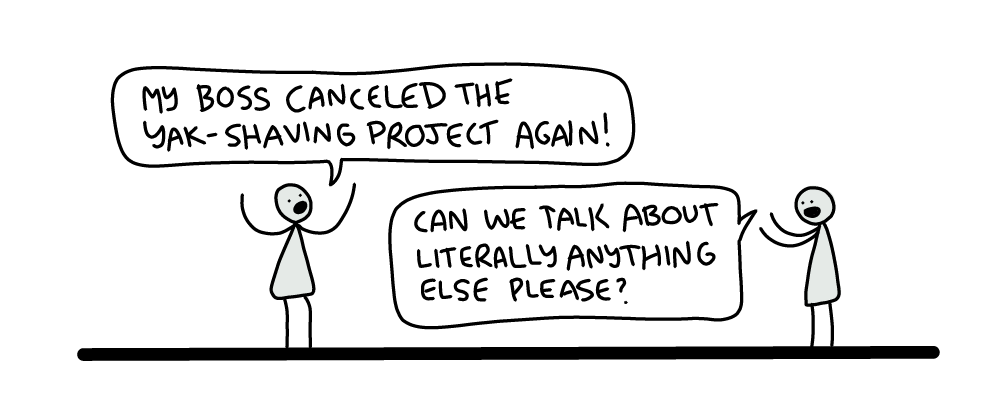 MY BOSS CANCELED THE
YAK-SHAVING PROJECT AGAIN!
CAN WE TALK ABOUT
LITERALLY ANYTHING
ELSE PLEASE?